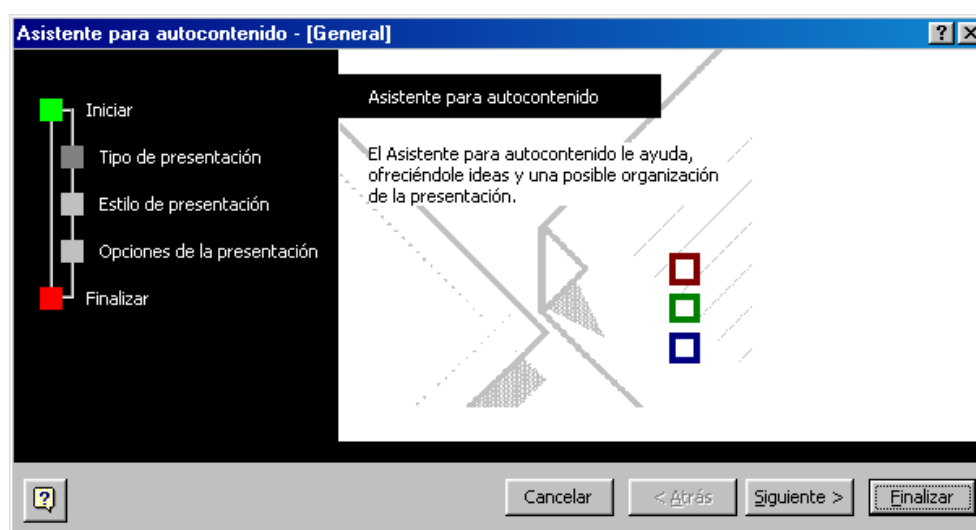 Asistente para autocontenido - [General]
Iniciar
Tipo de presentación
Estilo de presentación
Opciones de la presentación
Finalizar
Asistente para autocontenido
El Asistente para autocontenido le ayuda,
ofreciéndole ideas y una posible organización
de la presentación.
Cancelar
< Atrás
Siguiente >
Finalizar